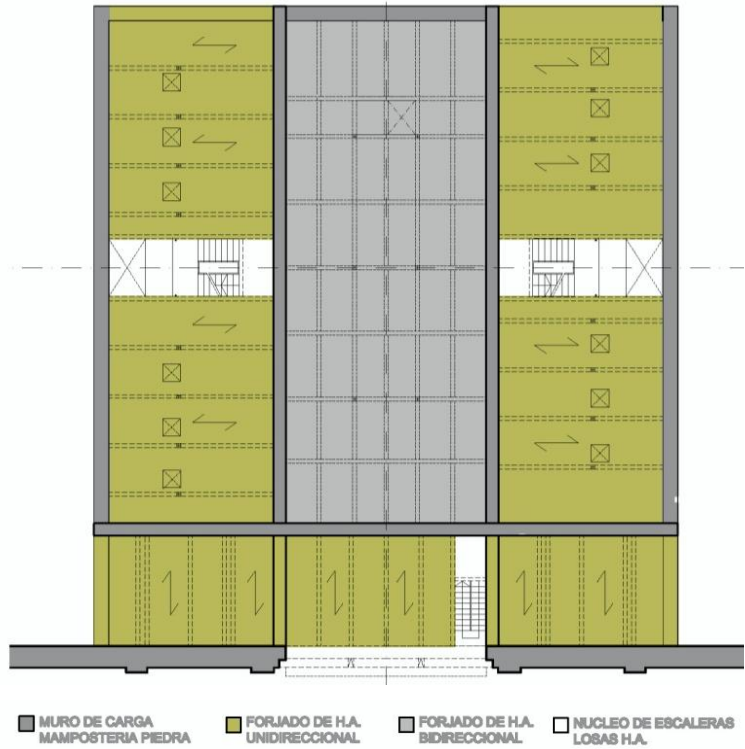 MURO DE CARGA
MAMPOSTERIA PIEDRA
FORJADO DE H.A.
UNIDIRECCIONAL
FORJADO DE H.A.
BIDIRECCIONAL
NUCLEO DE ESCALERAS
LOSAS H.A.